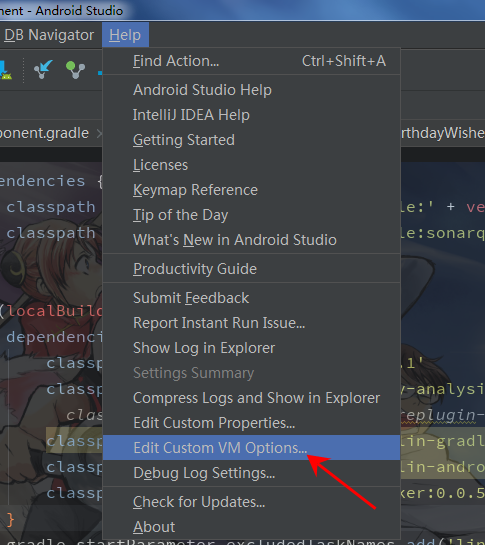 ment - Android Studio
DB Navigator Help
Find Action... Ctrl+Shift+A
Android Studio Help
IntelliJ IDEA Help
ponent.gradle rthdayWishe
Getting Started
Licenses
endencies {
Keymap Reference
classpath le:' + ve
Tip of the Day
classpath le:sonarq
What's New in Android Studio
Productivity Guide
Submit Feedback
(localBuild
Report Instant Run Issue...
dependenci
Show Log in Explorer
classp .1'
Settings Summary
classp y-analysi
Compress Logs and Show in Explorer
clas replugin-
Edit Custom Properties...
classp lin-gradl
Edit Custom VM Options...
classp lin-andro
Debug Log Settings...
classp ker:0.0.5
Check for Updates...
}
About
gradle.startParameter.excludedTaskNames.add('lin